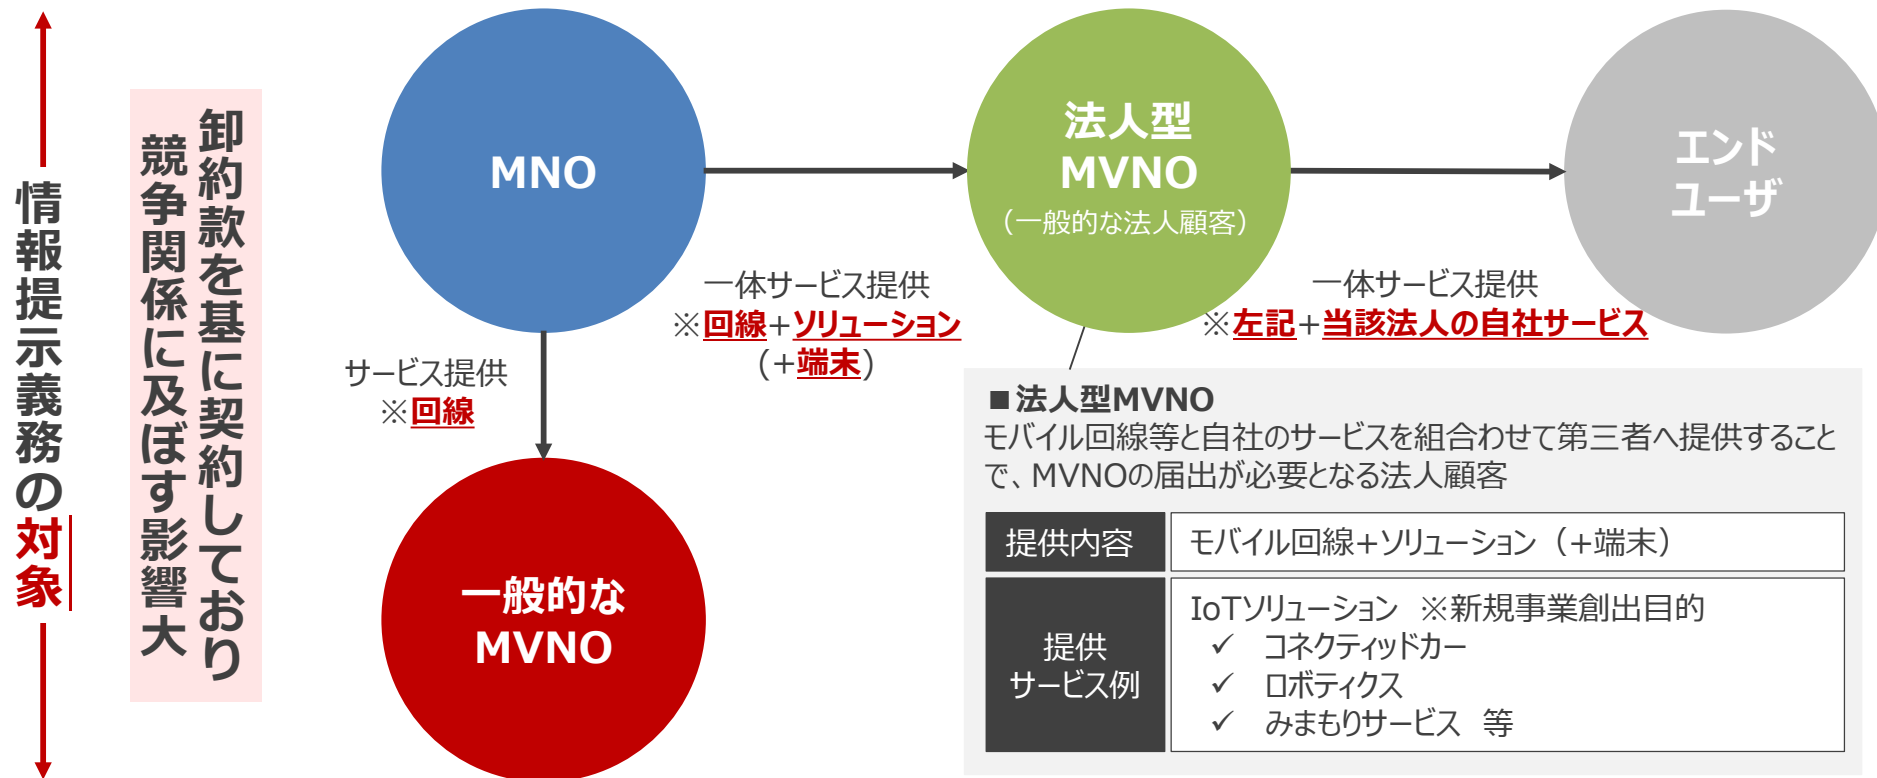 情報提示義務の対象
卸約款を基に契約しており
競争関係に及ぼす影響大
MNO
法人型
MVNO
（一般的な法人顧客）
エンド
ユーザ
一体サービス提供
※回線+ソリューション
(+端末)
一体サービス提供
※左記+当該法人の自社サービス
サービス提供
※回線
一般的な
MVNO
■法人型MVNO
モバイル回線等と自社のサービスを組合わせて第三者へ提供すること
で、MVNOの届出が必要となる法人顧客
提供内容
モバイル回線+ソリューション（+端末）
提供
サービス例
IoTソリューション ※新規事業創出目的
✓ コネクティッドカー
✓ ロボティクス
✓ みまもりサービス 等